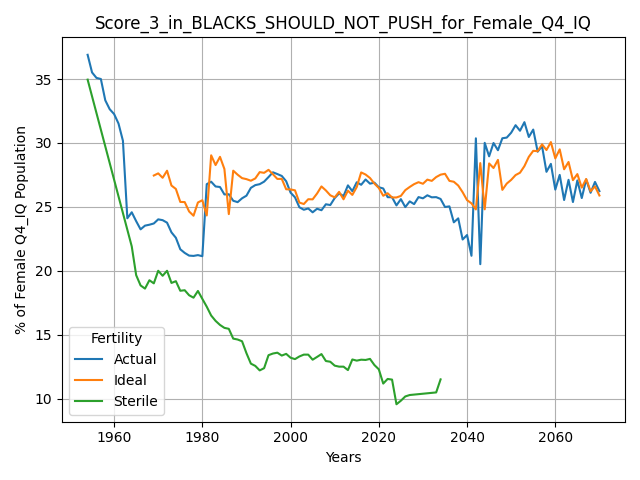 Score_3_in_BLACKS_SHOULD_NOT_PUSH_for_Female_Q4_IQ
% of Female Q4_IQ Population
35
30
25
20
15
10
Fertility
Actual
Ideal
Sterile
1960 1980 2000 2020 2040 2060
Years